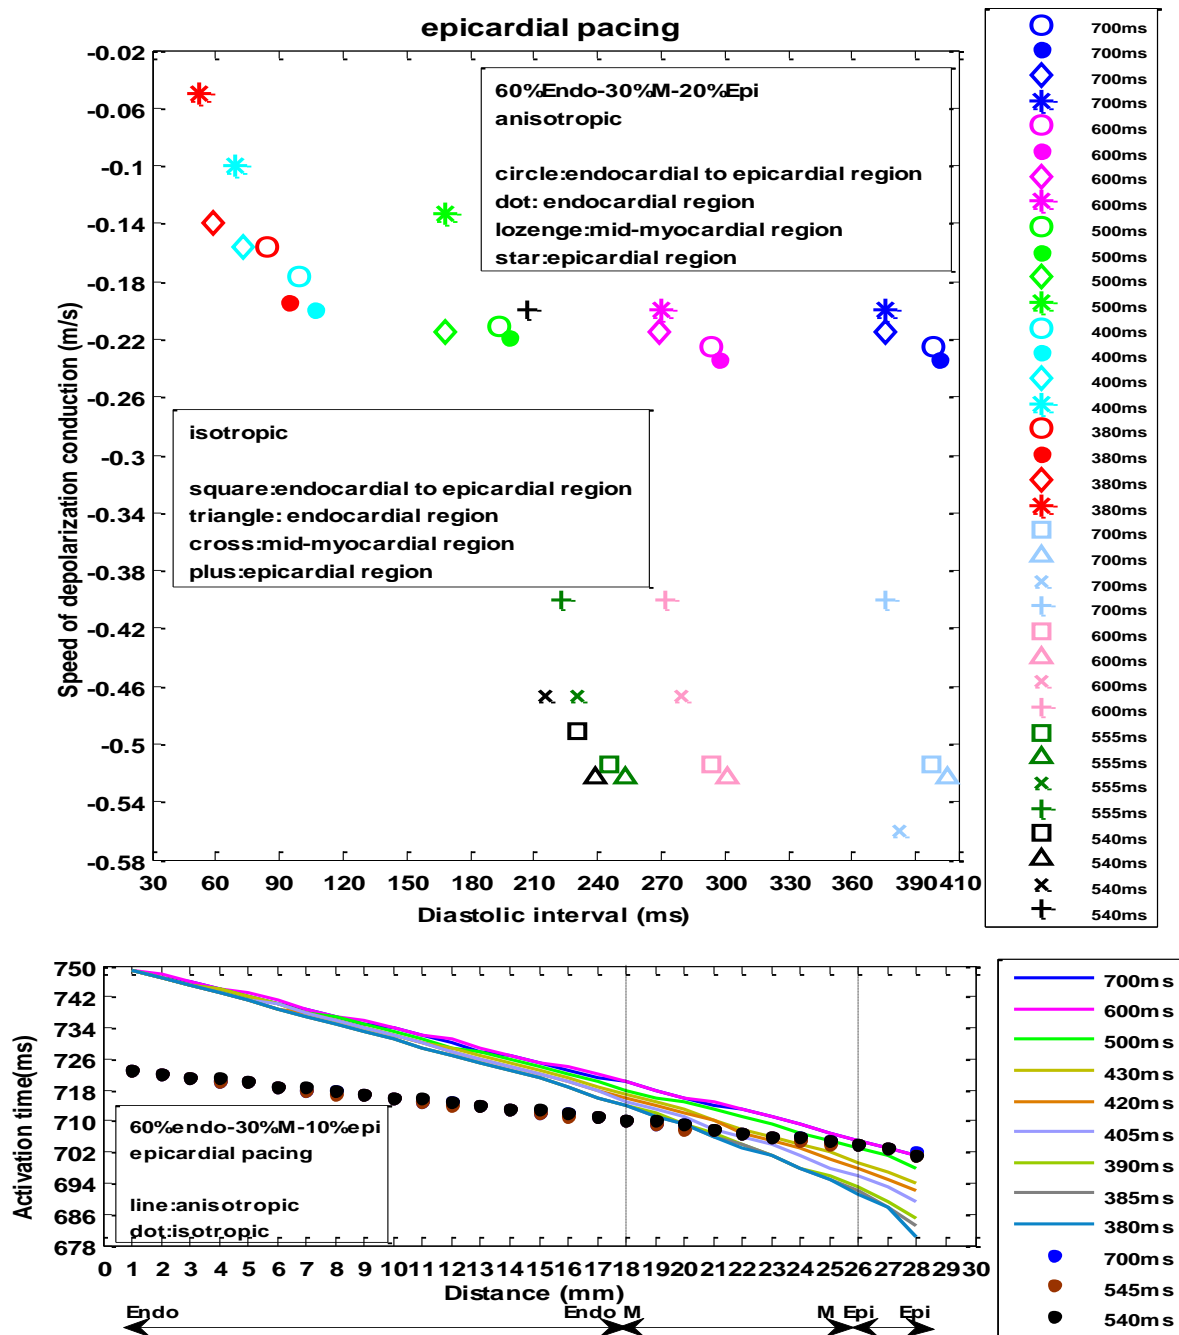 epicardial pacing
-0.02
-0.06
-0.1
-0.14
-0.18
-0.22
-0.26
-0.3
-0.34
-0.38
-0.42
-0.46
-0.5
-0.54
-0.58
Speed of depolarization conduction (m/s)
60%Endo-30%M-20%Epi
anisotropic
circle:endocardial to epicardial region
dot: endocardial region
lozenge:mid-myocardial region
star:epicardial region
isotropic
square:endocardial to epicardial region
triangle: endocardial region
cross:mid-myocardial region
plus:epicardial region
30 60 90 120 150 180 210 240 270 300 330 360 390 410
Diastolic interval (ms)
700ms
700ms
700ms
700ms
600ms
600ms
600ms
600ms
500ms
500ms
500ms
500ms
400ms
400ms
400ms
400ms
380ms
380ms
380ms
380ms
700ms
700ms
700ms
700ms
600ms
600ms
600ms
600ms
555ms
555ms
555ms
555ms
540ms
540ms
540ms
540ms
750
742
734
726
718
710
702
694
686
678
Activation time(ms)
60%endo-30%M-10%epi
epicardial pacing
line:anisotropic
dot:isotropic
0 1 2 3 4 5 6 7 8 9 10 11 12 13 14 15 16 17 18 19 20 21 22 23 24 25 26 27 28 29 30
Distance (mm)
Endo Endo M M Epi Epi
700ms
600ms
500ms
430ms
420ms
405ms
390ms
385ms
380ms
700ms
545ms
540ms